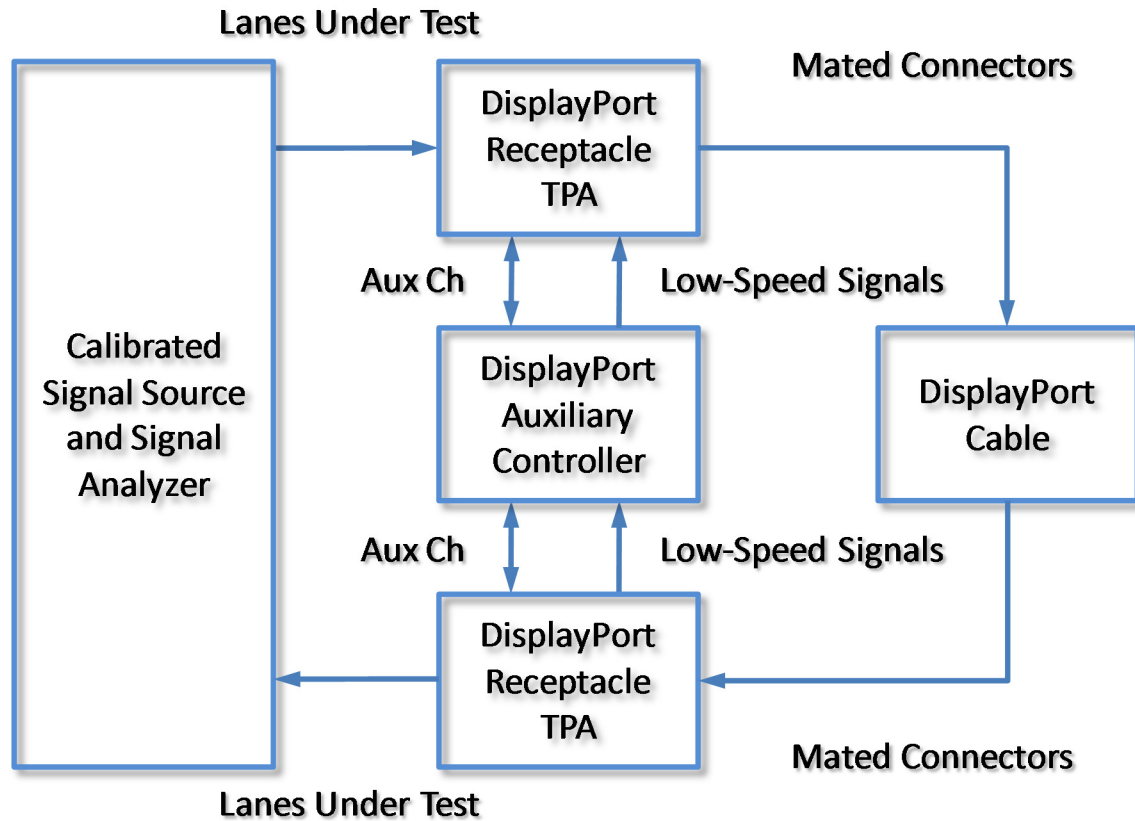 Lanes Under Test
Mated Connectors
DisplayPort
Receptacle
TPA
Aux Ch
Low-Speed Signals
Calibrated
Signal Source
and Signal
Analyzer
DisplayPort
Auxiliary
Controller
DisplayPort
Cable
Aux Ch
Low-Speed Signals
DisplayPort
Receptacle
TPA
Mated Connectors
Lanes Under Test